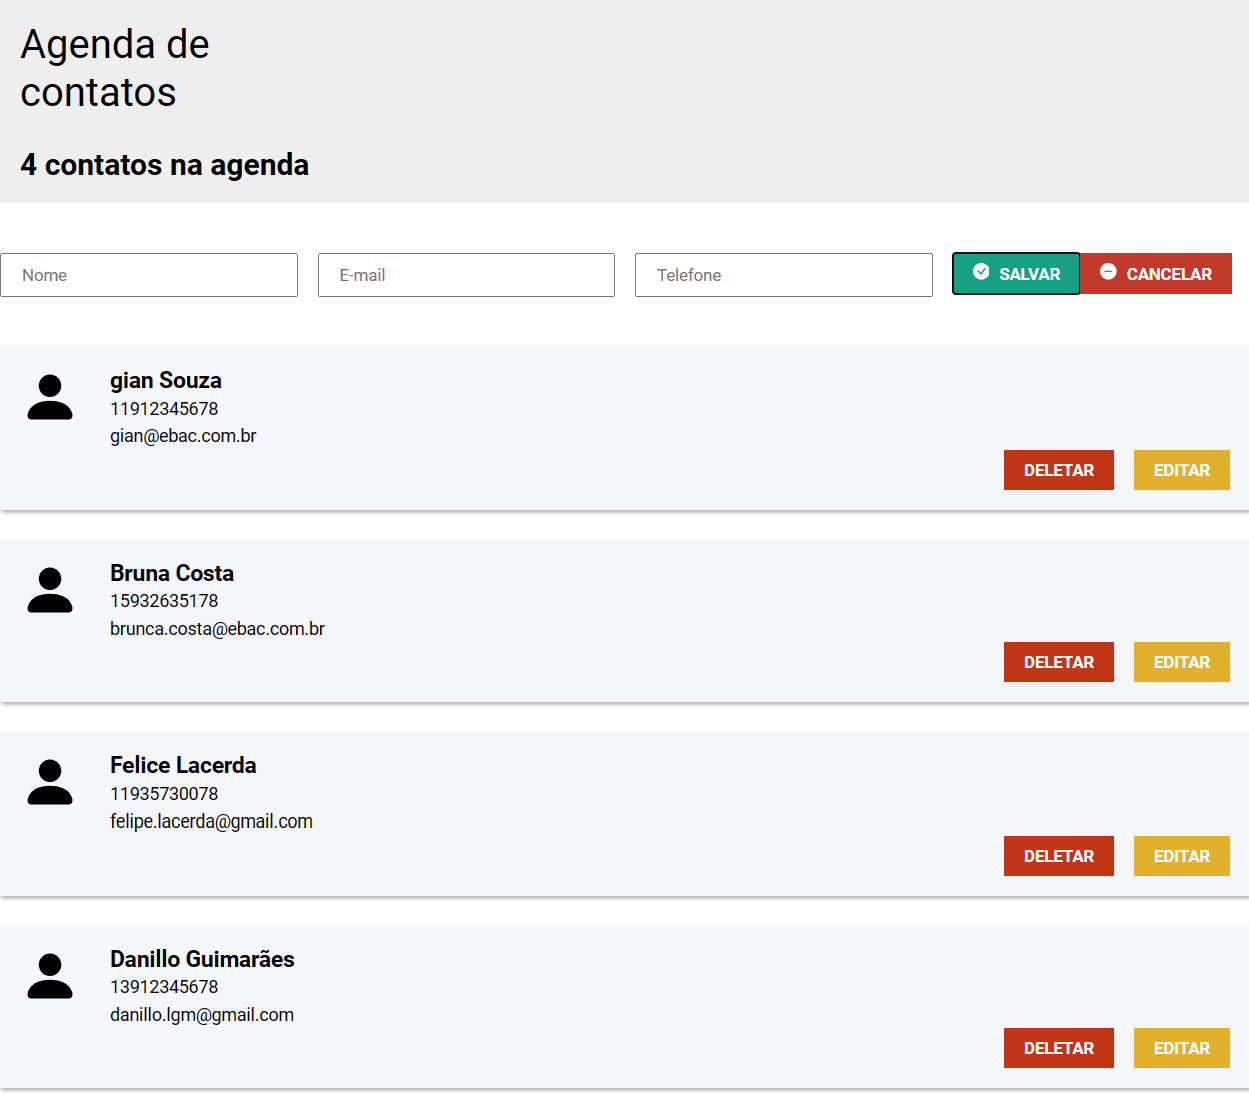 Agenda de
contatos
4 contatos na agenda
Nome
E-mail
Telefone
SALVAR
CANCELAR
gian Souza
11912345678
gian@ebac.com.br
DELETAR
EDITAR
Bruna Costa
15932635178
brunca.costa@ebac.com.br
DELETAR
EDITAR
Felice Lacerda
11935730078
felipe.lacerda@gmail.com
DELETAR
EDITAR
Danillo Guimarães
13912345678
danillo.lgm@gmail.com
DELETAR
EDITAR